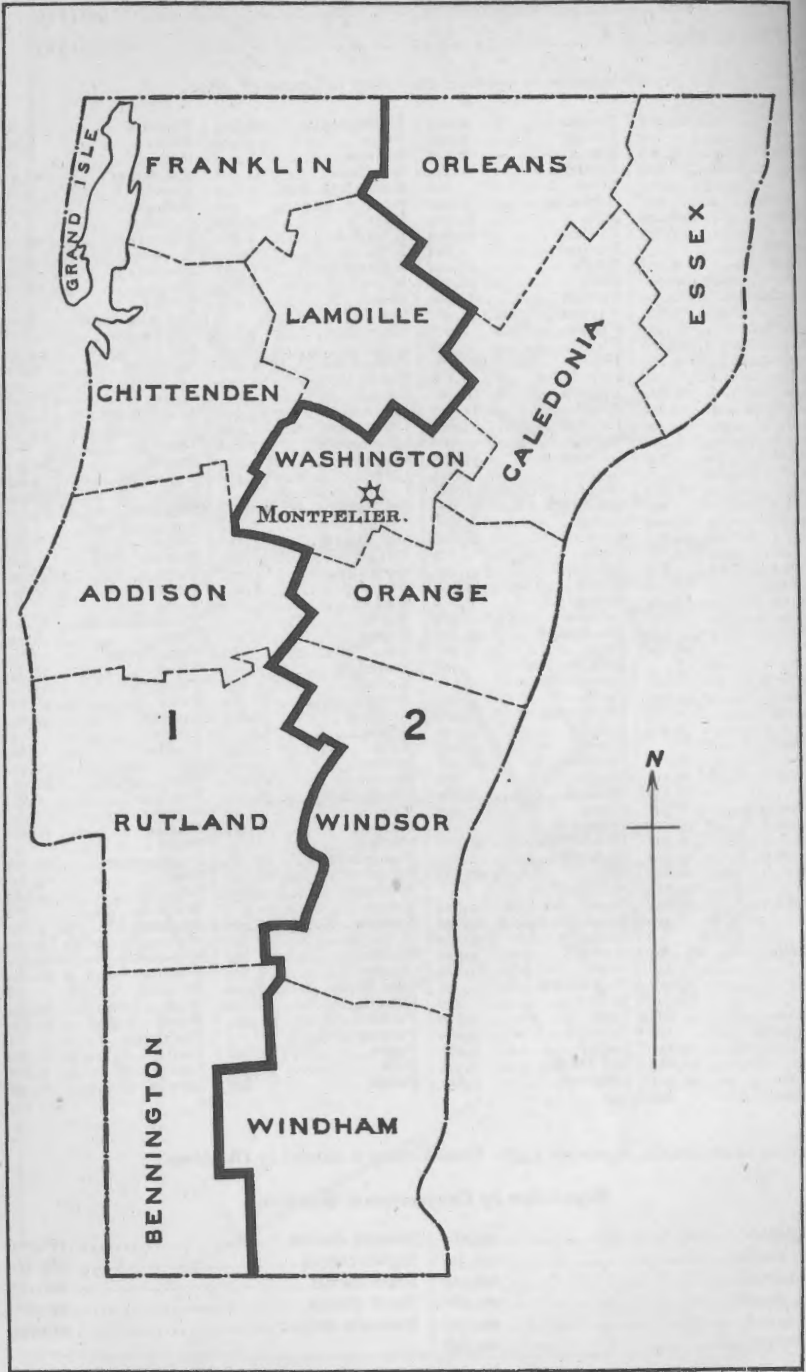 FRANKLIN
ORLEANS
GRAND ISLE
ESSEX
LAMOILLE
CHITTENDEN
CALEDONIA
WASHINGTON
MONTPELIER.
ADDISON
ORANGE
1
2
N
RUTLAND
WINDSOR
BENNINGTON
WINDHAM